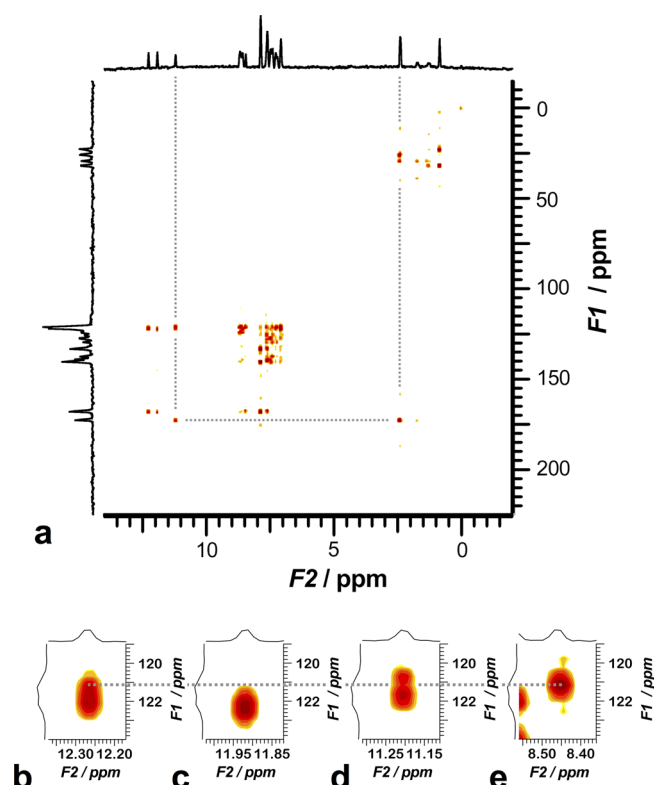 0
50
100
F1 / ppm
150
200
a
10 5 0
F2 / ppm
120 120 120 120
122 122 122 122
F1 / ppm F1 / ppm F1 / ppm F1 / ppm
12.30 12.20 11.95 11.85 11.25 11.15 8.50 8.40
b F2 / ppm c F2 / ppm d F2 / ppm e F2 / ppm